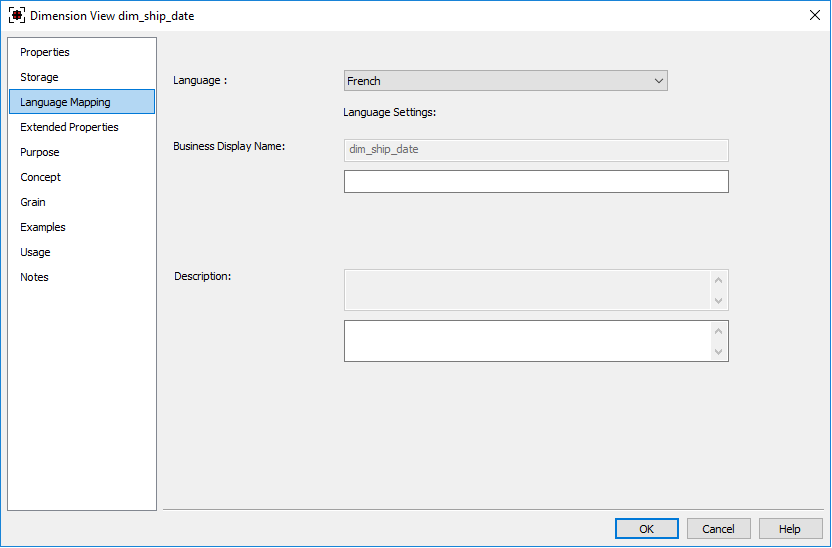 Dimension View dim_ship_date
Properties
Storage
Language Mapping
Extended Properties
Purpose
Concept
Grain
Examples
Usage
Notes
Language :
French
Language Settings:
Business Display Name:
dim_ship_date
Description:
OK
Cancel
Help